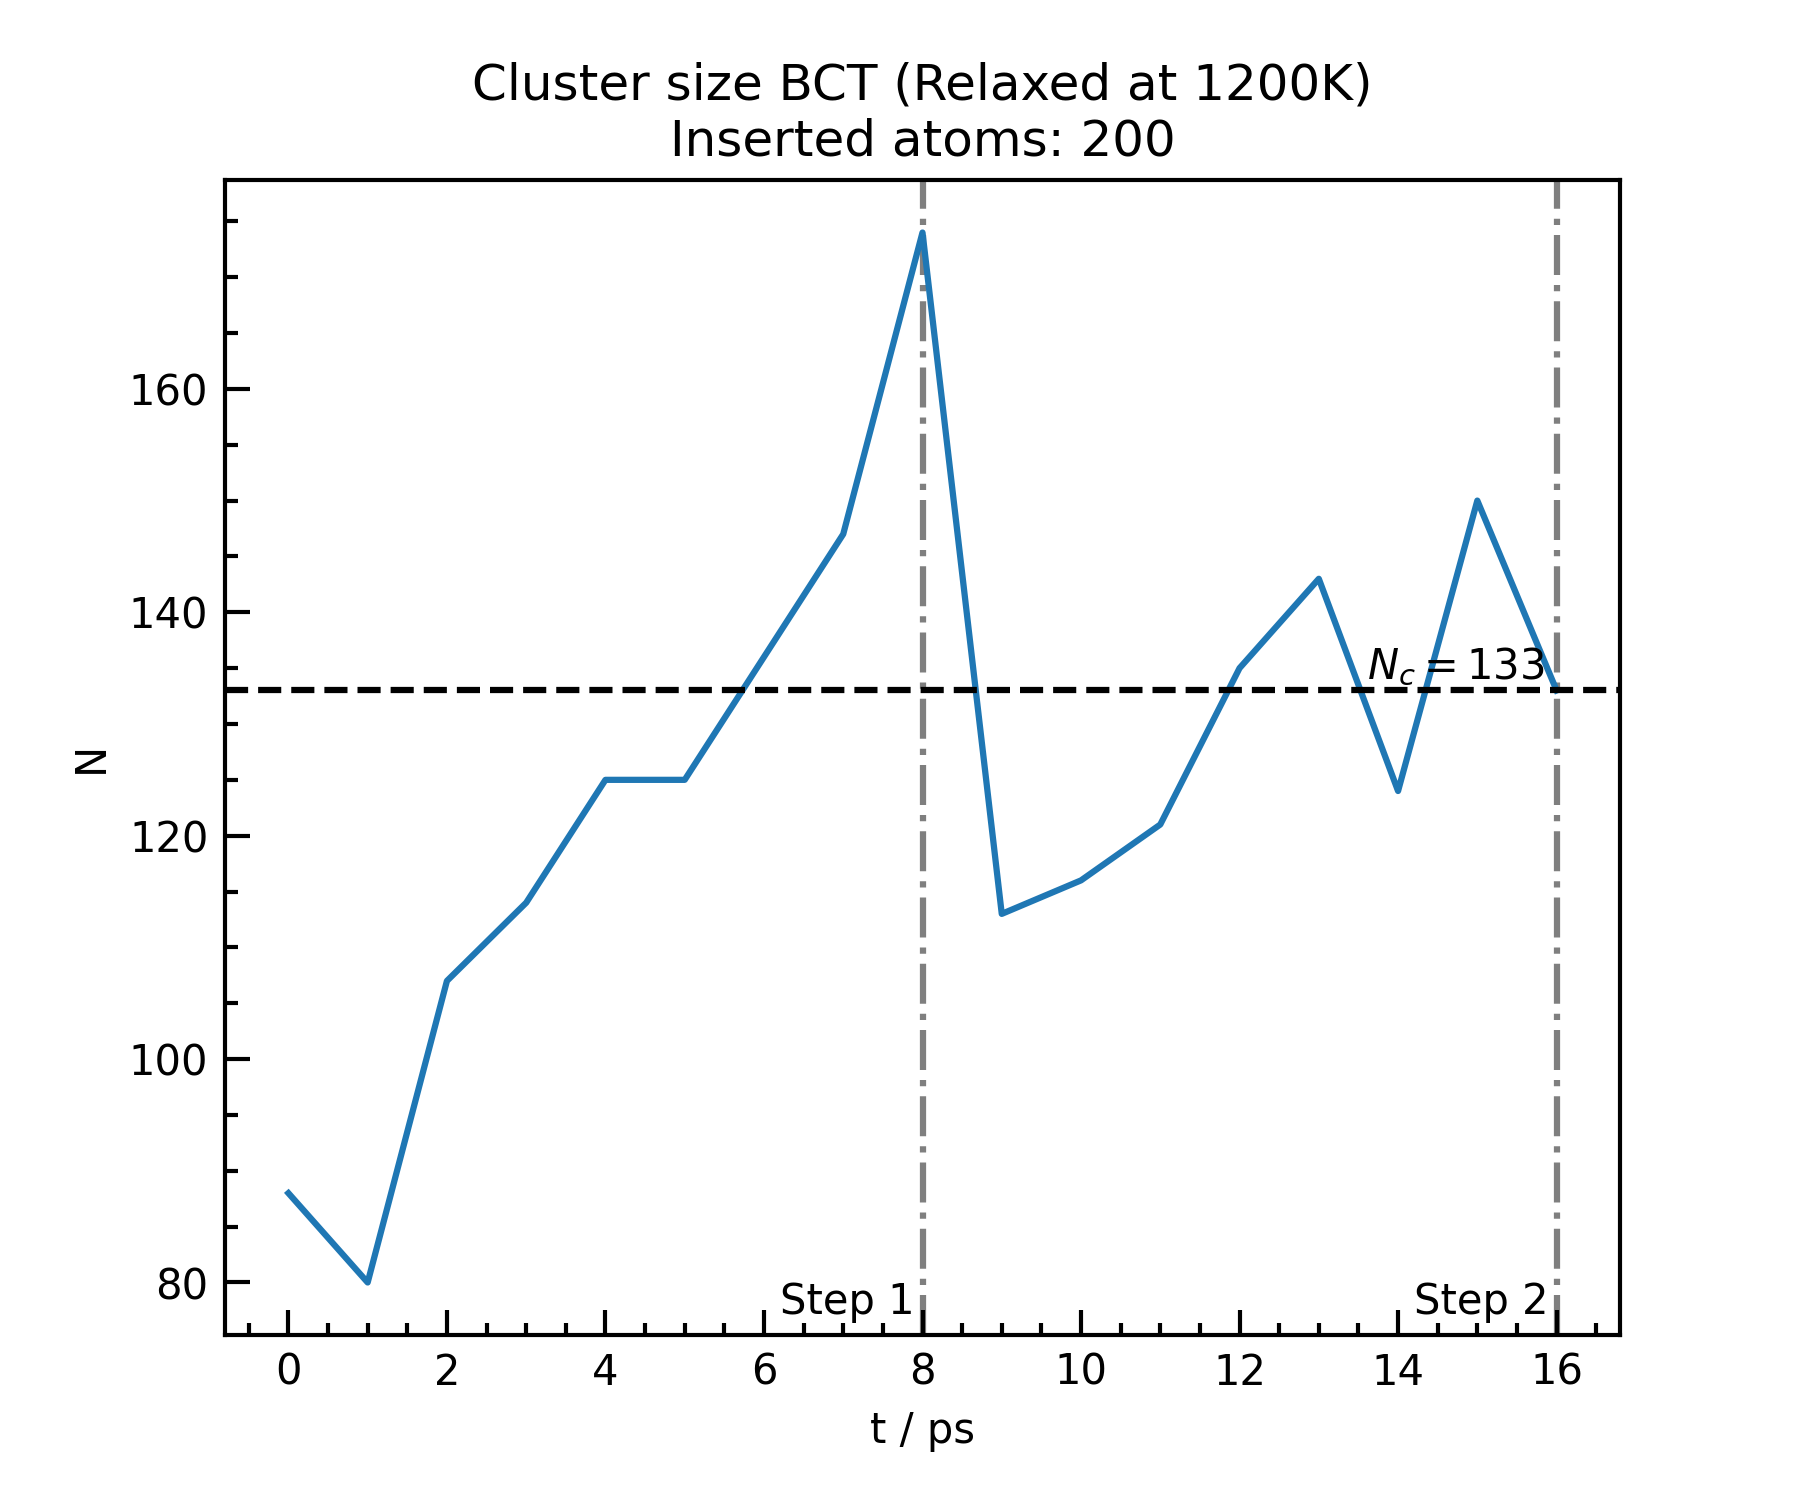 Cluster size BCT (Relaxed at 1200K)
Inserted atoms: 200
160
140
120
100
80
N
N_c = 133
Step 1
Step 2
0 2 4 6 8 10 12 14 16
t / ps